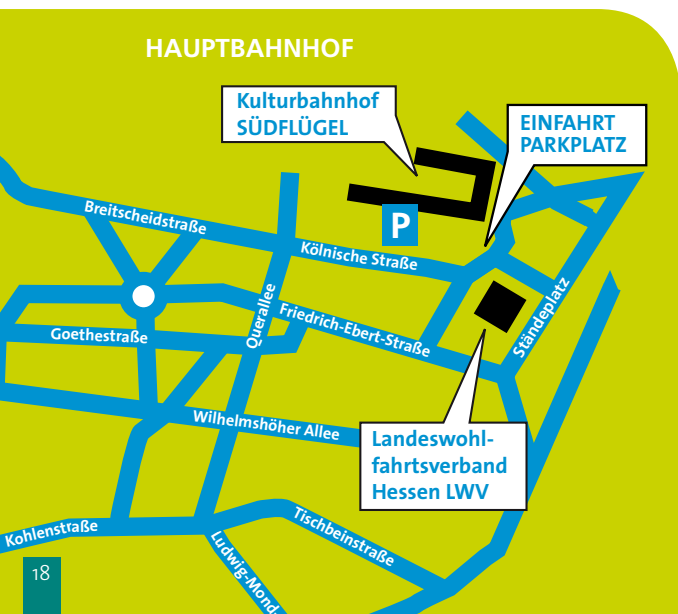 HAUPTBAHNHOF
Kulturbahnhof
SÜDFLÜGEL
EINFAHRT
PARKPLATZ
Breitscheidstraße
P
Kölnische Straße
Querallee
Friedrich-Ebert-Straße
Ständeplatz
Goethestraße
Wilhelmshöher Allee
Landeswohl-
fahrtsverband
Hessen LWV
Kohlenstraße
Tischbeinstraße
Ludwig-Mond
18